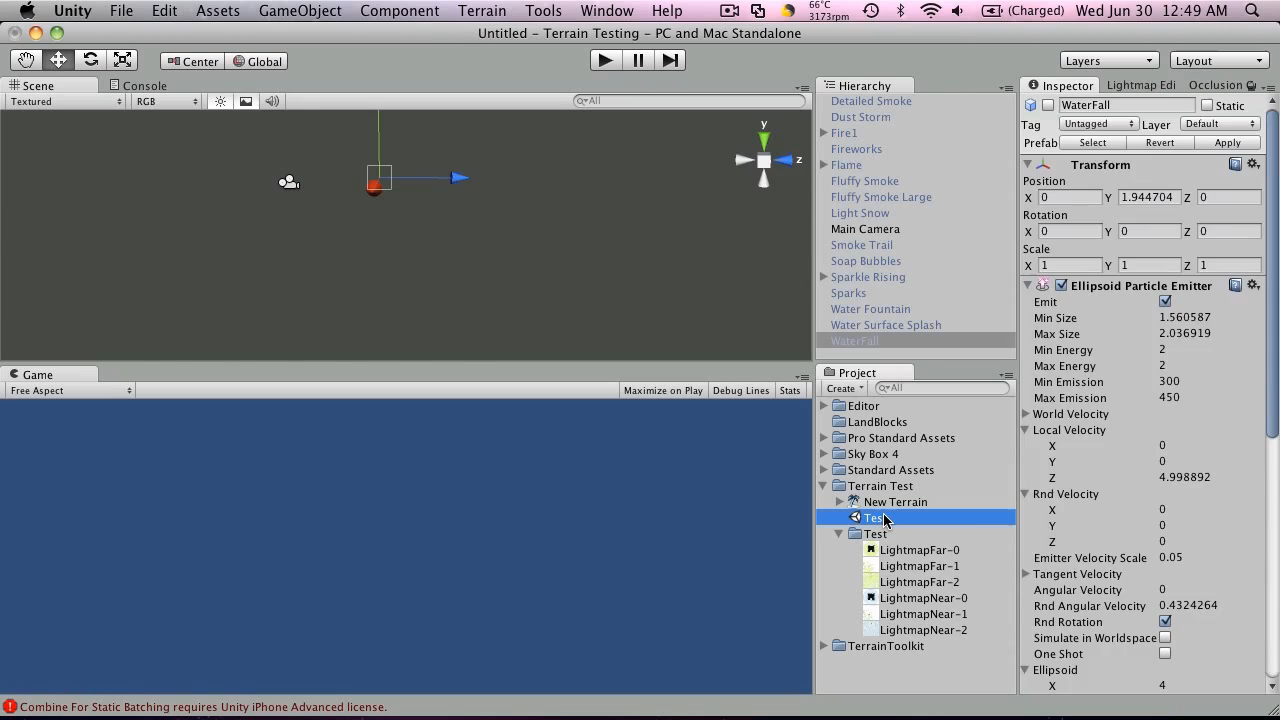 Unity File Edit Assets GameObject Component Terrain Tools Window Help 66°C 3173rpm (Charged) Wed Jun 30 12:49 AM
Untitled - Terrain Testing - PC and Mac Standalone
Center Global Layers Layout
Scene Console
Textured RGB All
y
z
Game
Free Aspect Maximize on Play Debug Lines Stats
Hierarchy
Detailed Smoke
Dust Storm
Fire1
Fireworks
Flame
Fluffy Smoke
Fluffy Smoke Large
Light Snow
Main Camera
Smoke Trail
Soap Bubbles
Sparkle Rising
Sparks
Water Fountain
Water Surface Splash
WaterFall
Project
Create All
Editor
LandBlocks
Pro Standard Assets
Sky Box 4
Standard Assets
Terrain Test
New Terrain
Tes
Test
LightmapFar-0
LightmapFar-1
LightmapFar-2
LightmapNear-0
LightmapNear-1
LightmapNear-2
TerrainToolkit
Inspector Lightmap Edi Occlusion
WaterFall Static
Tag Untagged Layer Default
Prefab Select Revert Apply
Transform
Position
X 0 Y 1.944704 Z 0
Rotation
X 0 Y 0 Z 0
Scale
X 1 Y 1 Z 1
Ellipsoid Particle Emitter
Emit
Min Size 1.560587
Max Size 2.036919
Min Energy 2
Max Energy 2
Min Emission 300
Max Emission 450
World Velocity
Local Velocity
X 0
Y 0
Z 4.998892
Rnd Velocity
X 0
Y 0
Z 0
Emitter Velocity Scale 0.05
Tangent Velocity
Angular Velocity 0
Rnd Angular Velocity 0.4324264
Rnd Rotation
Simulate in Worldspace
One Shot
Ellipsoid
X 4
Combine For Static Batching requires Unity iPhone Advanced license.